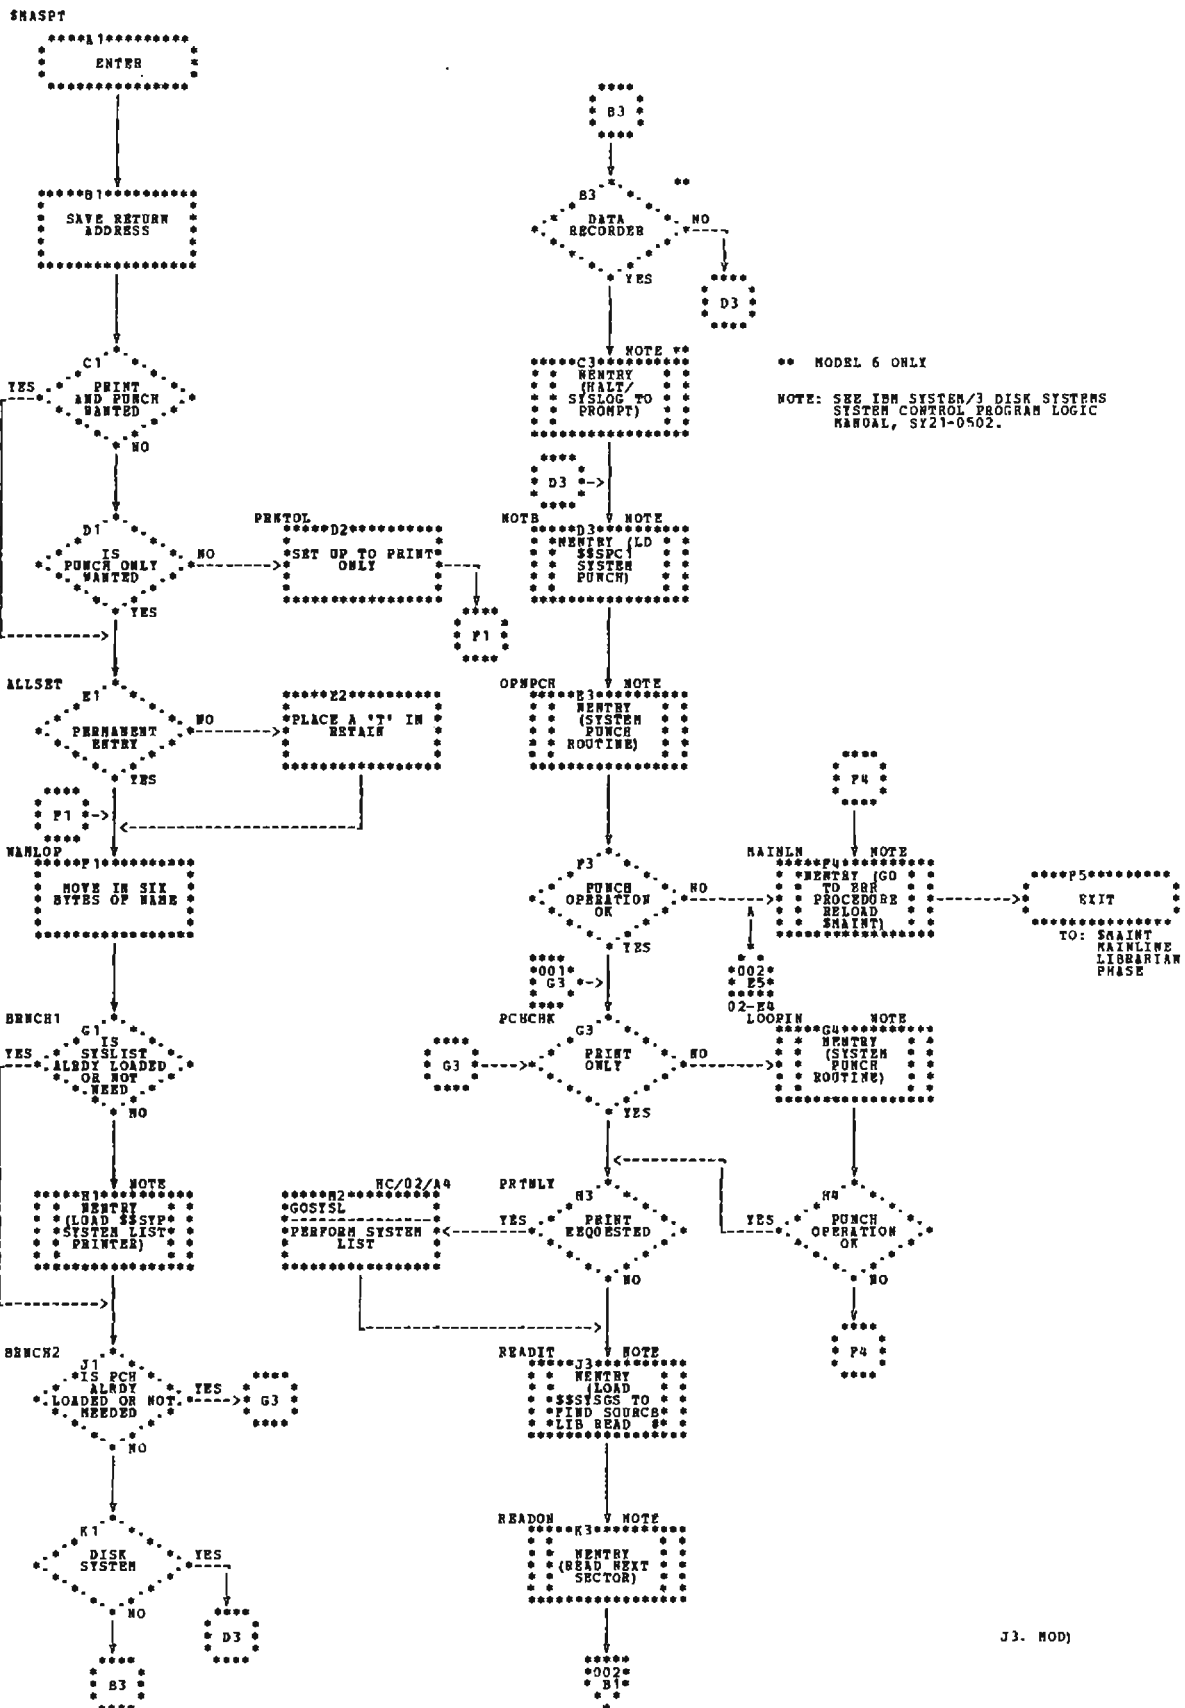 $MASPT
A1
ENTER
B1
SAVE RETURN
ADDRESS
C1
YES
PRINT
AND PUNCH
WANTED
NO
D1
IS
PUNCH ONLY
WANTED
NO
YES
PRNTOL
D2
SET UP TO PRINT
ONLY
F1
ALLSET
E1
PERMANENT
ENTRY
NO
YES
E2
PLACE A 'T' IN
RETAIN
F1
NAMLOP
F1
MOVE IN SIX
BYTES OF NAME
BRNCH1
G1
YES
IS
SYSLIST
ALRDY LOADED
OR NOT
NEED
NO
NOTE
H1
NENTRY
(LOAD $$SYP
SYSTEM LIST
PRINTER)
BRNCH2
J1
IS PCH
ALRDY
LOADED OR NOT
NEEDED
YES
G3
NO
K1
DISK
SYSTEM
YES
NO
D3
B3
B3
B3
**
DATA
RECORDER
NO
YES
D3
NOTE **
C3
NENTRY
(HALT/
SYSLOG TO
PROMPT)
D3
** MODEL 6 ONLY
NOTE: SEE IBM SYSTEM/3 DISK SYSTEMS
SYSTEM CONTROL PROGRAM LOGIC
MANUAL, SY21-0502.
NOTB NOTE
D3
NENTRY (LD
$$SPC1
SYSTEM
PUNCH)
OPNPCH NOTE
E3
NENTRY
(SYSTEM
PUNCH
ROUTINE)
F3
PUNCH
OPERATION
OK
NO
YES
F4
MAINLN NOTE
F4
NENTRY (GO
TO ERR
PROCEDURE
RELOAD
$MAINT)
F5
EXIT
TO: $MAINT
MAINLINE
LIBRARIAN
PHASE
A
002
E5
02-E4
001
G3
PCHCHK
G3
G3
PRINT
ONLY
NO
YES
LOOPIN NOTE
G4
NENTRY
(SYSTEM
PUNCH
ROUTINE)
H4
YES
PUNCH
OPERATION
OK
NO
F4
HC/02/A4
H2
GOSYSL
PERFORM SYSTEM
LIST
PRTNLY
H3
YES
PRINT
REQOESTED
NO
READIT NOTE
J3
NENTRY
(LOAD
$$SYSGS TO
FIND SOURCE
LIB READ
READON NOTE
K3
NENTRY
(READ NEXT
SECTOR)
002
B1
J3. MOD)